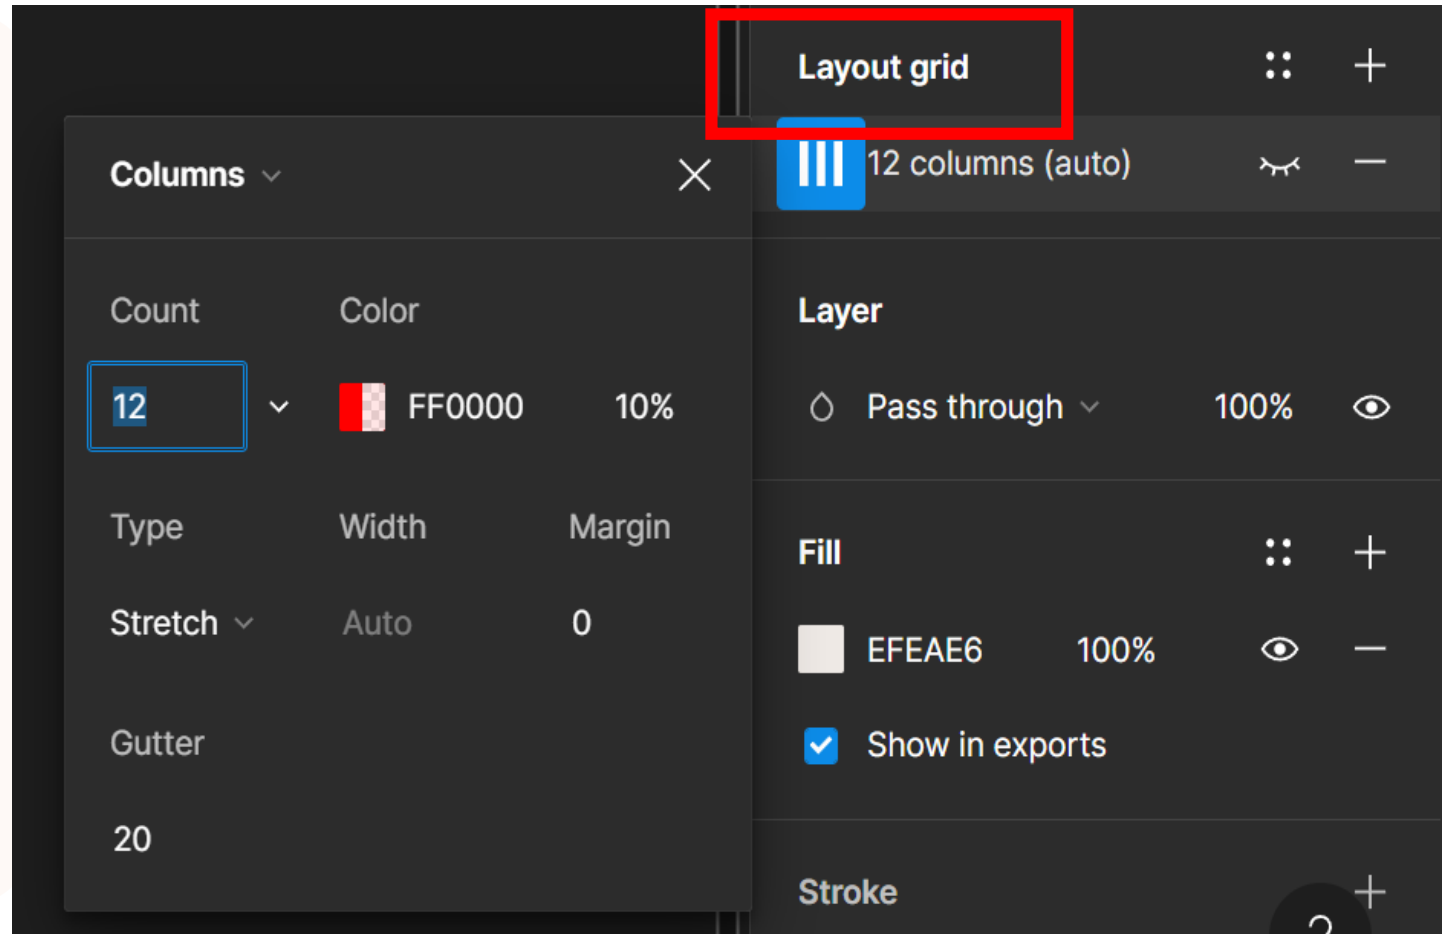 Layout grid
12 columns (auto)
Columns
Count Color
12 FF0000 10%
Type Width Margin
Stretch Auto 0
Gutter
20
Layer
Pass through 100%
Fill
EFEAE6 100%
Show in exports
Stroke